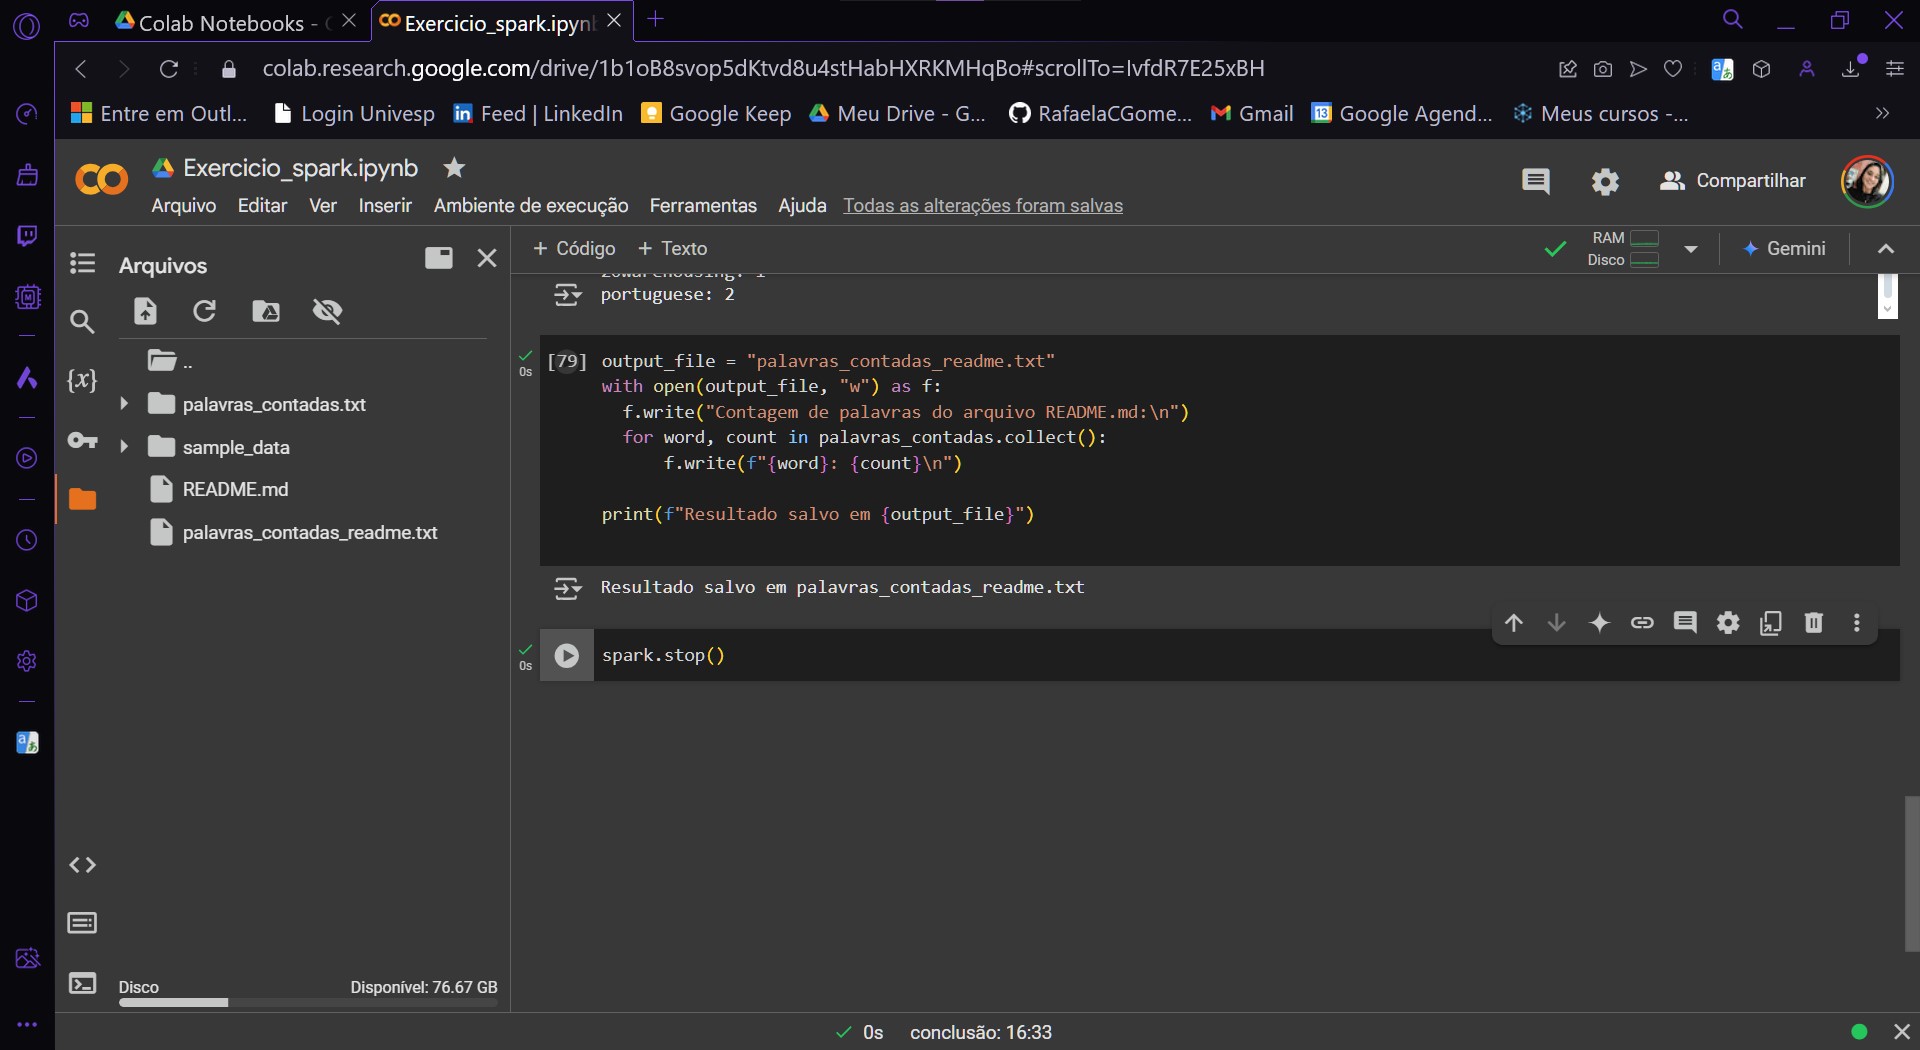 Colab Notebooks -
Exercicio_spark.ipyn
colab.research.google.com/drive/1b1oB8svop5dKtvd8u4stHabHXRKMHqBo#scrollTo=IvfdR7E25xBH
Entre em Outl...
Login Univesp
Feed | LinkedIn
Google Keep
Meu Drive - G...
RafaelaCGome...
Gmail
Google Agend...
Meus cursos -...
Exercicio_spark.ipynb
Arquivo Editar Ver Inserir Ambiente de execução Ferramentas Ajuda Todas as alterações foram salvas
Compartilhar
Arquivos
..
palavras_contadas.txt
sample_data
README.md
palavras_contadas_readme.txt
Disco Disponível: 76.67 GB
+ Código + Texto
RAM
Disco
Gemini
portuguese: 2
0s
[79] output_file = "palavras_contadas_readme.txt"
with open(output_file, "w") as f:
f.write("Contagem de palavras do arquivo README.md:\n")
for word, count in palavras_contadas.collect():
f.write(f"{word}: {count}\n")
print(f"Resultado salvo em {output_file}")
Resultado salvo em palavras_contadas_readme.txt
0s
spark.stop()
0s conclusão: 16:33